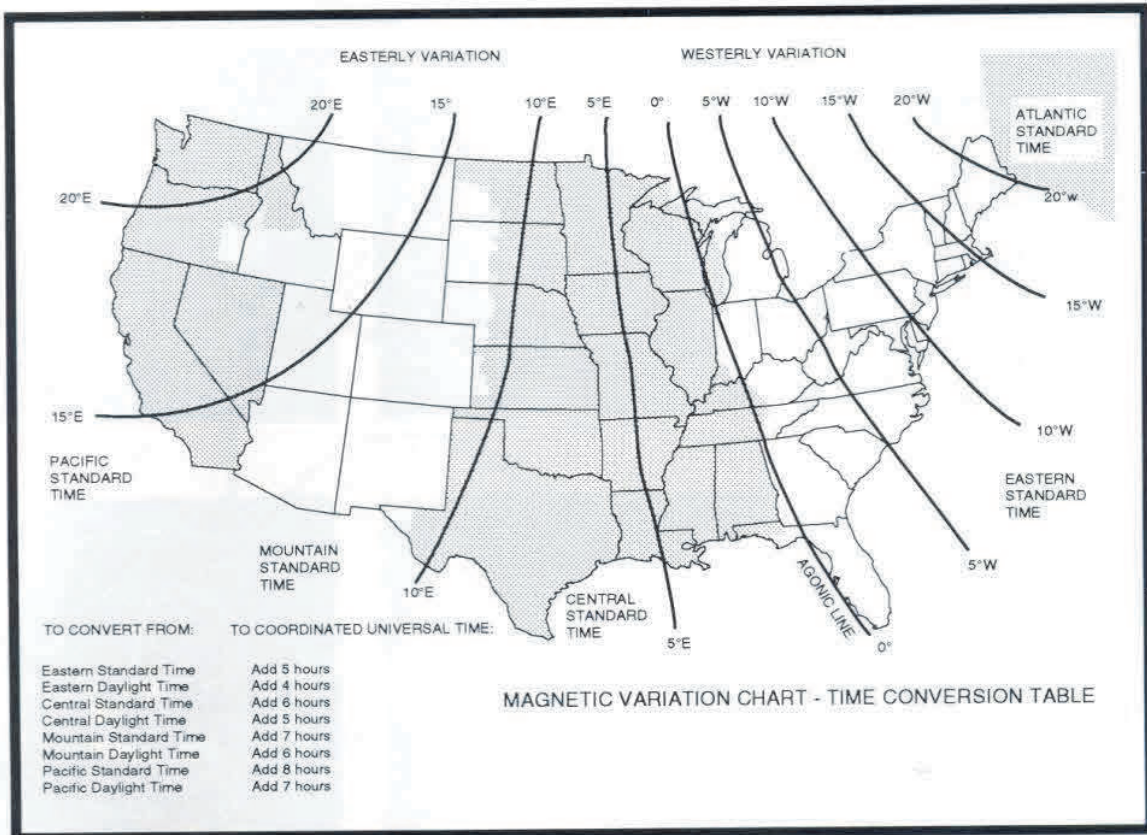 EASTERLY VARIATION
WESTERLY VARIATION
20°E
15°
10°E
5°E
0°
5°W
10°W
15°W
20°W
ATLANTIC
STANDARD
TIME
20°E
20°w
15°W
15°E
10°W
PACIFIC
STANDARD
TIME
EASTERN
STANDARD
TIME
MOUNTAIN
STANDARD
TIME
10°E
CENTRAL
STANDARD
TIME
5°E
AGONIC LINE
0°
5°W
TO CONVERT FROM: TO COORDINATED UNIVERSAL TIME:
Eastern Standard Time Add 5 hours
Eastern Daylight Time Add 4 hours
Central Standard Time Add 6 hours
Central Daylight Time Add 5 hours
Mountain Standard Time Add 7 hours
Mountain Daylight Time Add 6 hours
Pacific Standard Time Add 8 hours
Pacific Daylight Time Add 7 hours
MAGNETIC VARIATION CHART - TIME CONVERSION TABLE